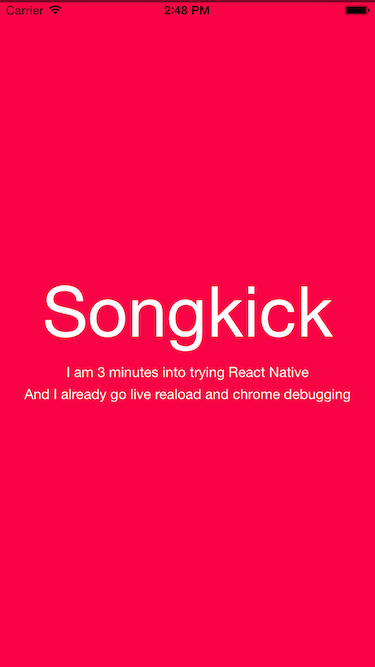 Carrier 2:48 PM
Songkick
I am 3 minutes into trying React Native
And I already go live reaload and chrome debugging